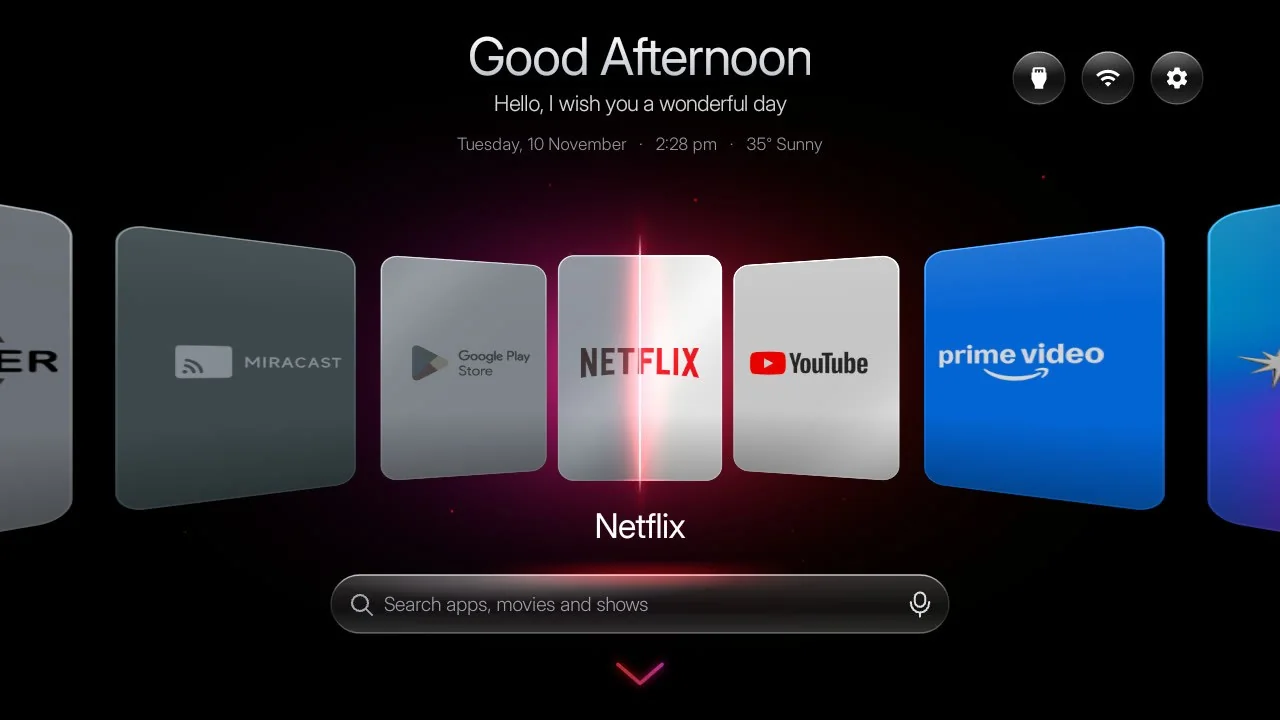 Good Afternoon
Hello, I wish you a wonderful day
Tuesday, 10 November · 2:28 pm · 35° Sunny
ER
MIRACAST
Google Play
Store
NETFLIX
YouTube
prime video
Netflix
Search apps, movies and shows